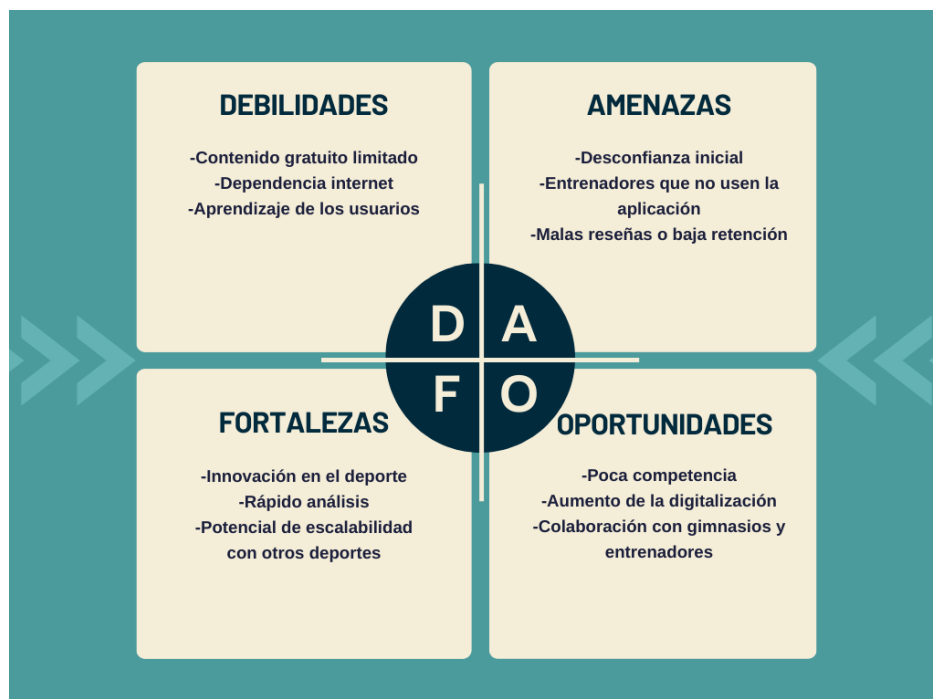 DEBILIDADES
-Contenido gratuito limitado
-Dependencia internet
-Aprendizaje de los usuarios
AMENAZAS
-Desconfianza inicial
-Entrenadores que no usen la
aplicación
-Malas reseñas o baja retención
D A
F O
FORTALEZAS
-Innovación en el deporte
-Rápido análisis
-Potencial de escalabilidad
con otros deportes
OPORTUNIDADES
-Poca competencia
-Aumento de la digitalización
-Colaboración con gimnasios y
entrenadores